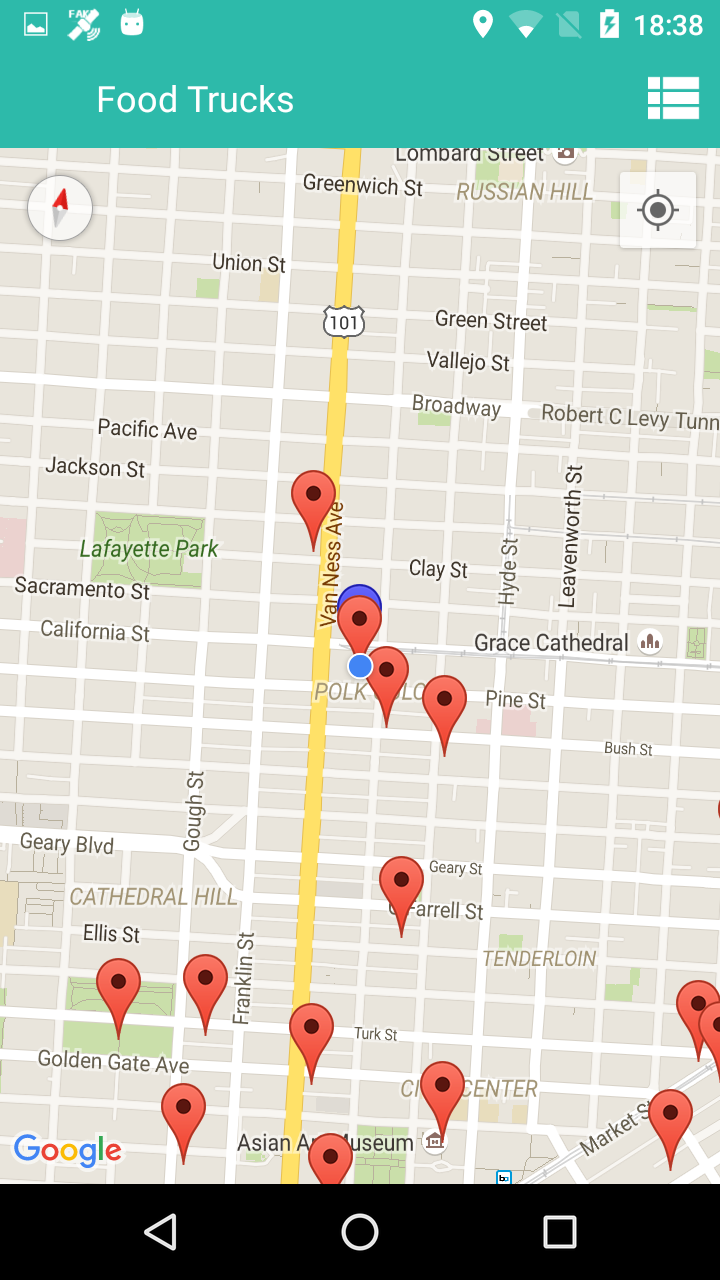 FAKE
18:38
Food Trucks
Lombard Street
Greenwich St
RUSSIAN HILL
Union St
101
Green Street
Vallejo St
Broadway
Robert C Levy Tunn
Pacific Ave
Jackson St
Leavenworth St
Van Ness Ave
Lafayette Park
Hyde St
Clay St
Sacramento St
California St
Grace Cathedral
POLK
Pine St
Bush St
Gough St
Geary Blvd
Geary St
CATHEDRAL HILL
O'Farrell St
Ellis St
Franklin St
TENDERLOIN
Turk St
Golden Gate Ave
CENTER
Market St
Asian Museum
Google